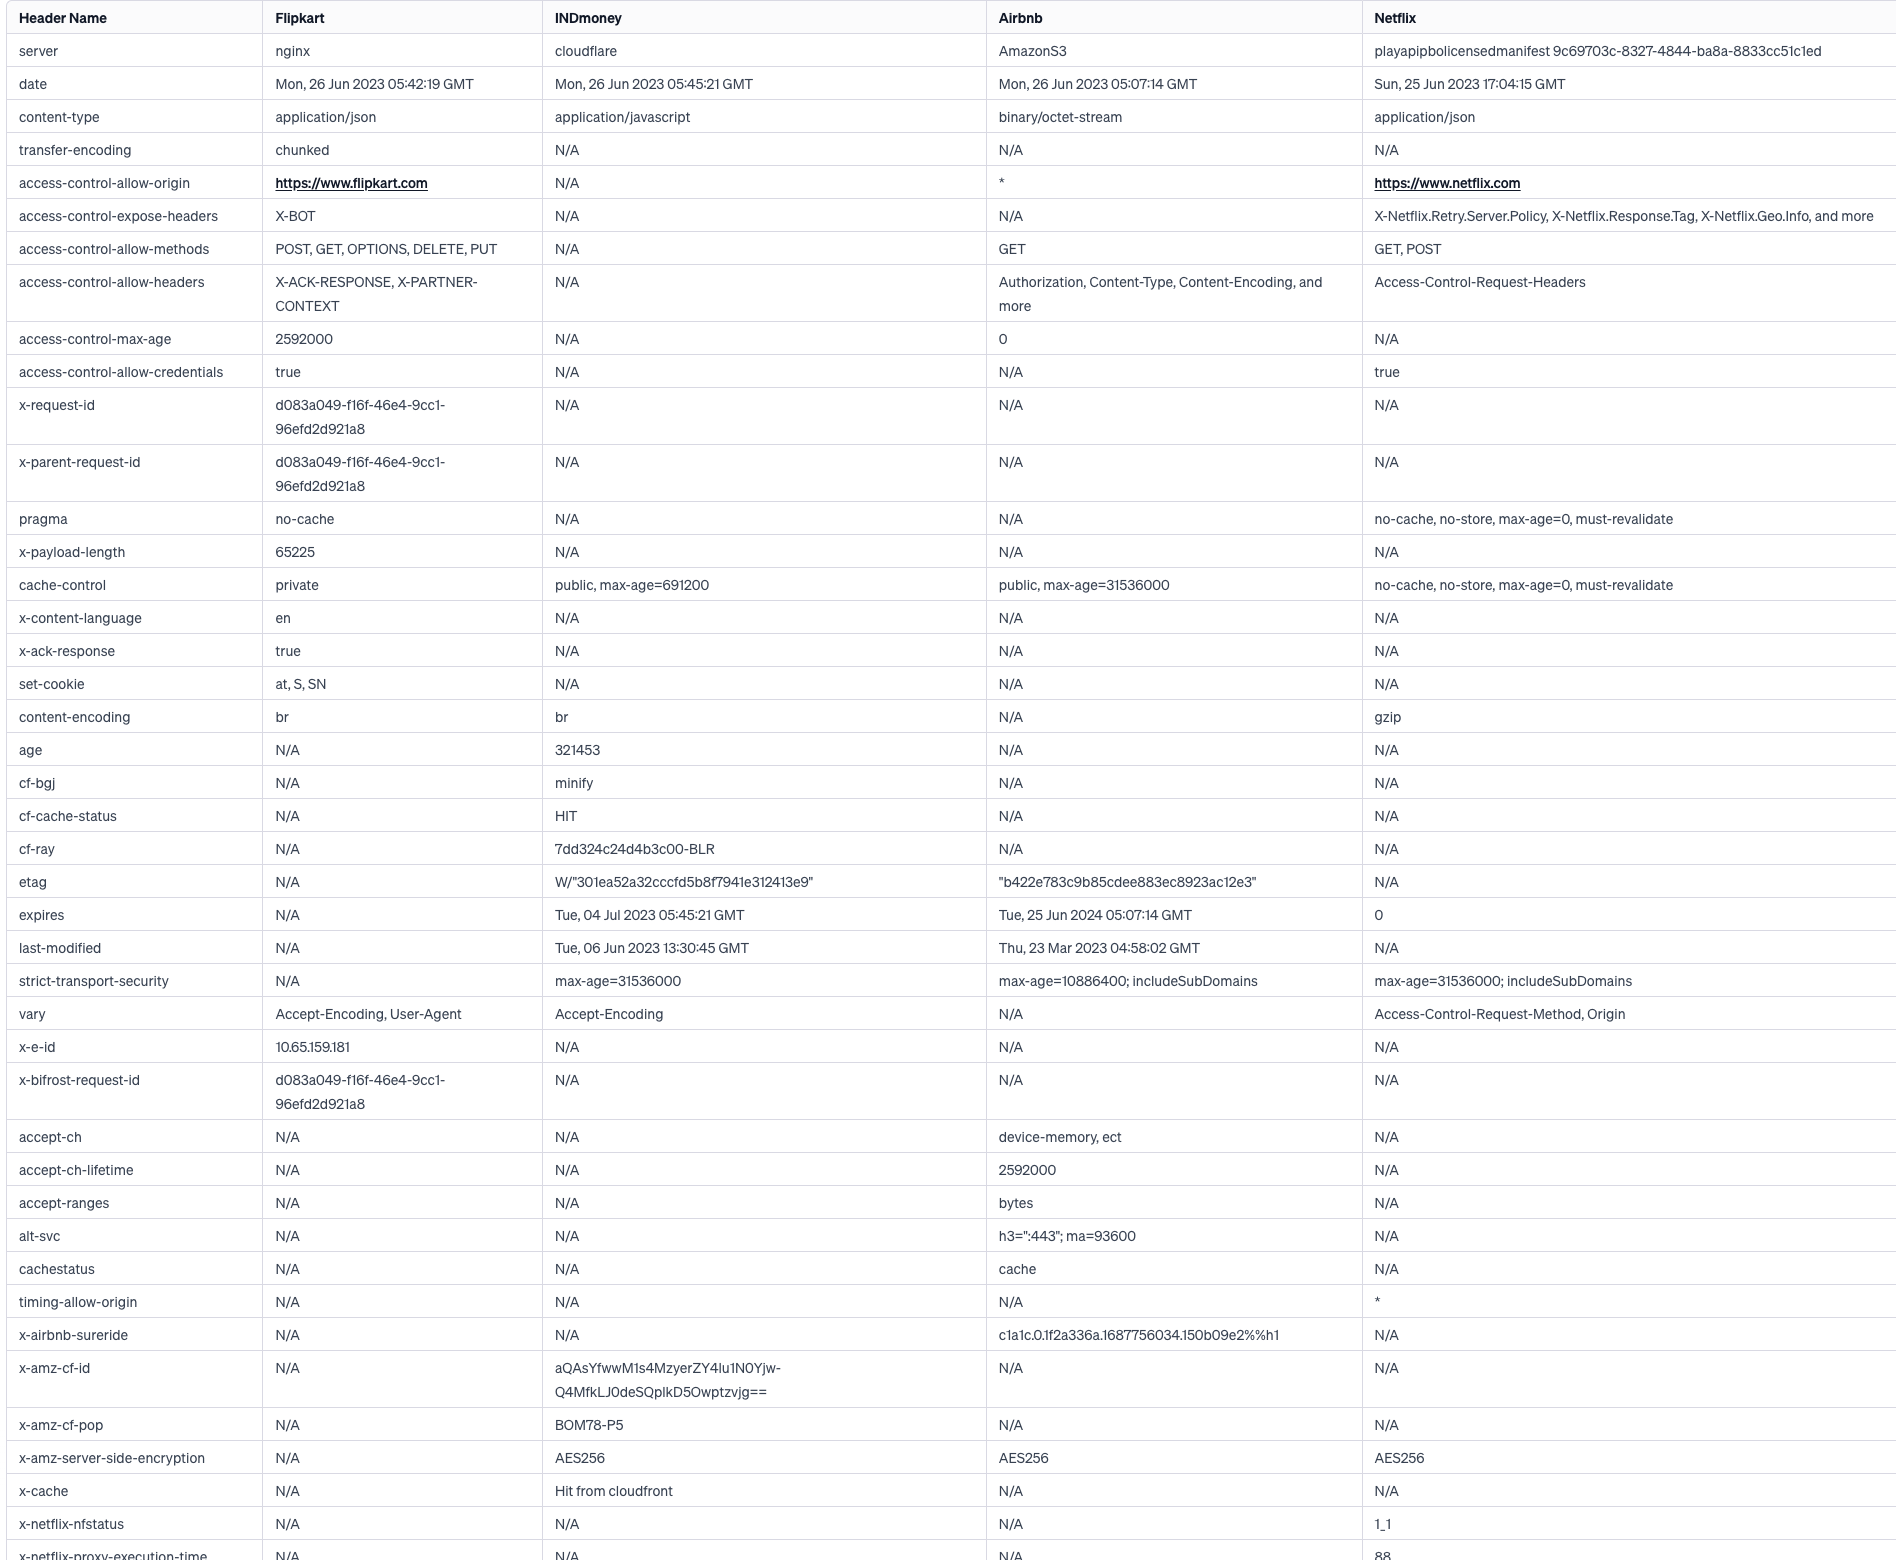 Header Name Flipkart INDmoney Airbnb Netflix
server nginx cloudflare AmazonS3 playapipbolicensedmanifest 9c69703c-8327-4844-ba8a-8833cc51c1ed
date Mon, 26 Jun 2023 05:42:19 GMT Mon, 26 Jun 2023 05:45:21 GMT Mon, 26 Jun 2023 05:07:14 GMT Sun, 25 Jun 2023 17:04:15 GMT
content-type application/json application/javascript binary/octet-stream application/json
transfer-encoding chunked N/A N/A N/A
access-control-allow-origin https://www.flipkart.com N/A * https://www.netflix.com
access-control-expose-headers X-BOT N/A N/A X-Netflix.Retry.Server.Policy, X-Netflix.Response.Tag, X-Netflix.Geo.Info, and more
access-control-allow-methods POST, GET, OPTIONS, DELETE, PUT N/A GET GET, POST
access-control-allow-headers X-ACK-RESPONSE, X-PARTNER- N/A Authorization, Content-Type, Content-Encoding, and Access-Control-Request-Headers
CONTEXT more
access-control-max-age 2592000 N/A 0 N/A
access-control-allow-credentials true N/A N/A true
x-request-id d083a049-f16f-46e4-9cc1- N/A N/A N/A
96efd2d921a8
x-parent-request-id d083a049-f16f-46e4-9cc1- N/A N/A N/A
96efd2d921a8
pragma no-cache N/A N/A no-cache, no-store, max-age=0, must-revalidate
x-payload-length 65225 N/A N/A N/A
cache-control private public, max-age=691200 public, max-age=31536000 no-cache, no-store, max-age=0, must-revalidate
x-content-language en N/A N/A N/A
x-ack-response true N/A N/A N/A
set-cookie at, S, SN N/A N/A N/A
content-encoding br br N/A gzip
age N/A 321453 N/A N/A
cf-bgj N/A minify N/A N/A
cf-cache-status N/A HIT N/A N/A
cf-ray N/A 7dd324c24d4b3c00-BLR N/A N/A
etag N/A W/"301ea52a32cccfd5b8f7941e312413e9" "b422e783c9b85cdee883ec8923ac12e3" N/A
expires N/A Tue, 04 Jul 2023 05:45:21 GMT Tue, 25 Jun 2024 05:07:14 GMT 0
last-modified N/A Tue, 06 Jun 2023 13:30:45 GMT Thu, 23 Mar 2023 04:58:02 GMT N/A
strict-transport-security N/A max-age=31536000 max-age=10886400; includeSubDomains max-age=31536000; includeSubDomains
vary Accept-Encoding, User-Agent Accept-Encoding N/A Access-Control-Request-Method, Origin
x-e-id 10.65.159.181 N/A N/A N/A
x-bifrost-request-id d083a049-f16f-46e4-9cc1- N/A N/A N/A
96efd2d921a8
accept-ch N/A N/A device-memory, ect N/A
accept-ch-lifetime N/A N/A 2592000 N/A
accept-ranges N/A N/A bytes N/A
alt-svc N/A N/A h3=":443"; ma=93600 N/A
cachestatus N/A N/A cache N/A
timing-allow-origin N/A N/A N/A *
x-airbnb-sureride N/A N/A c1a1c.0.1f2a336a.1687756034.150b09e2%%h1 N/A
x-amz-cf-id N/A aQAsYfwwM1s4MzyerZY4lu1N0Yjw- N/A N/A
Q4MfkLJ0deSQplkD5Owptzvjg==
x-amz-cf-pop N/A BOM78-P5 N/A N/A
x-amz-server-side-encryption N/A AES256 AES256 AES256
x-cache N/A Hit from cloudfront N/A N/A
x-netflix-nfstatus N/A N/A N/A 1_1
x-netflix-proxy-execution-time N/A N/A N/A 88